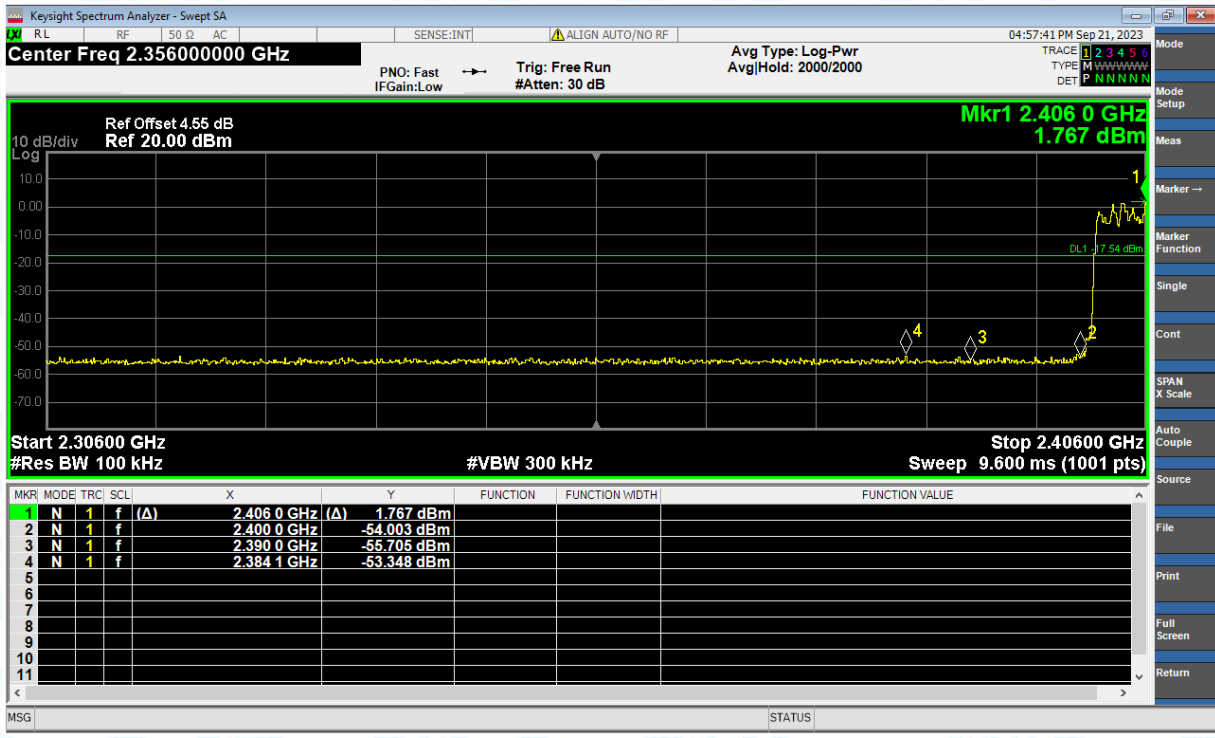 Keysight Spectrum Analyzer - Swept SA
LXI RL RF 50 Ω AC SENSE:INT ALIGN AUTO/NO RF 04:57:41 PM Sep 21, 2023
Center Freq 2.356000000 GHz
PNO: Fast
IFGain:Low
Trig: Free Run
#Atten: 30 dB
Avg Type: Log-Pwr
Avg|Hold: 2000/2000
TRACE 1 2 3 4 5 6
TYPE M WWWWW
DET P N N N N N
Mkr1 2.406 0 GHz
1.767 dBm
Ref Offset 4.55 dB
10 dB/div Ref 20.00 dBm
Log
10.0
0.00
-10.0
-20.0
-30.0
-40.0
-50.0
-60.0
-70.0
1
DL1 -17.54 dBm
4
3
2
Start 2.30600 GHz Stop 2.40600 GHz
#Res BW 100 kHz #VBW 300 kHz Sweep 9.600 ms (1001 pts)
MKR MODE TRC SCL X Y FUNCTION FUNCTION WIDTH FUNCTION VALUE
1 N 1 f (Δ) 2.406 0 GHz (Δ) 1.767 dBm
2 N 1 f 2.400 0 GHz -54.003 dBm
3 N 1 f 2.390 0 GHz -55.705 dBm
4 N 1 f 2.384 1 GHz -53.348 dBm
5
6
7
8
9
10
11
MSG STATUS
Mode
Mode
Setup
Meas
Marker →
Marker
Function
Single
Cont
SPAN
X Scale
Auto
Couple
Source
File
Print
Full
Screen
Return